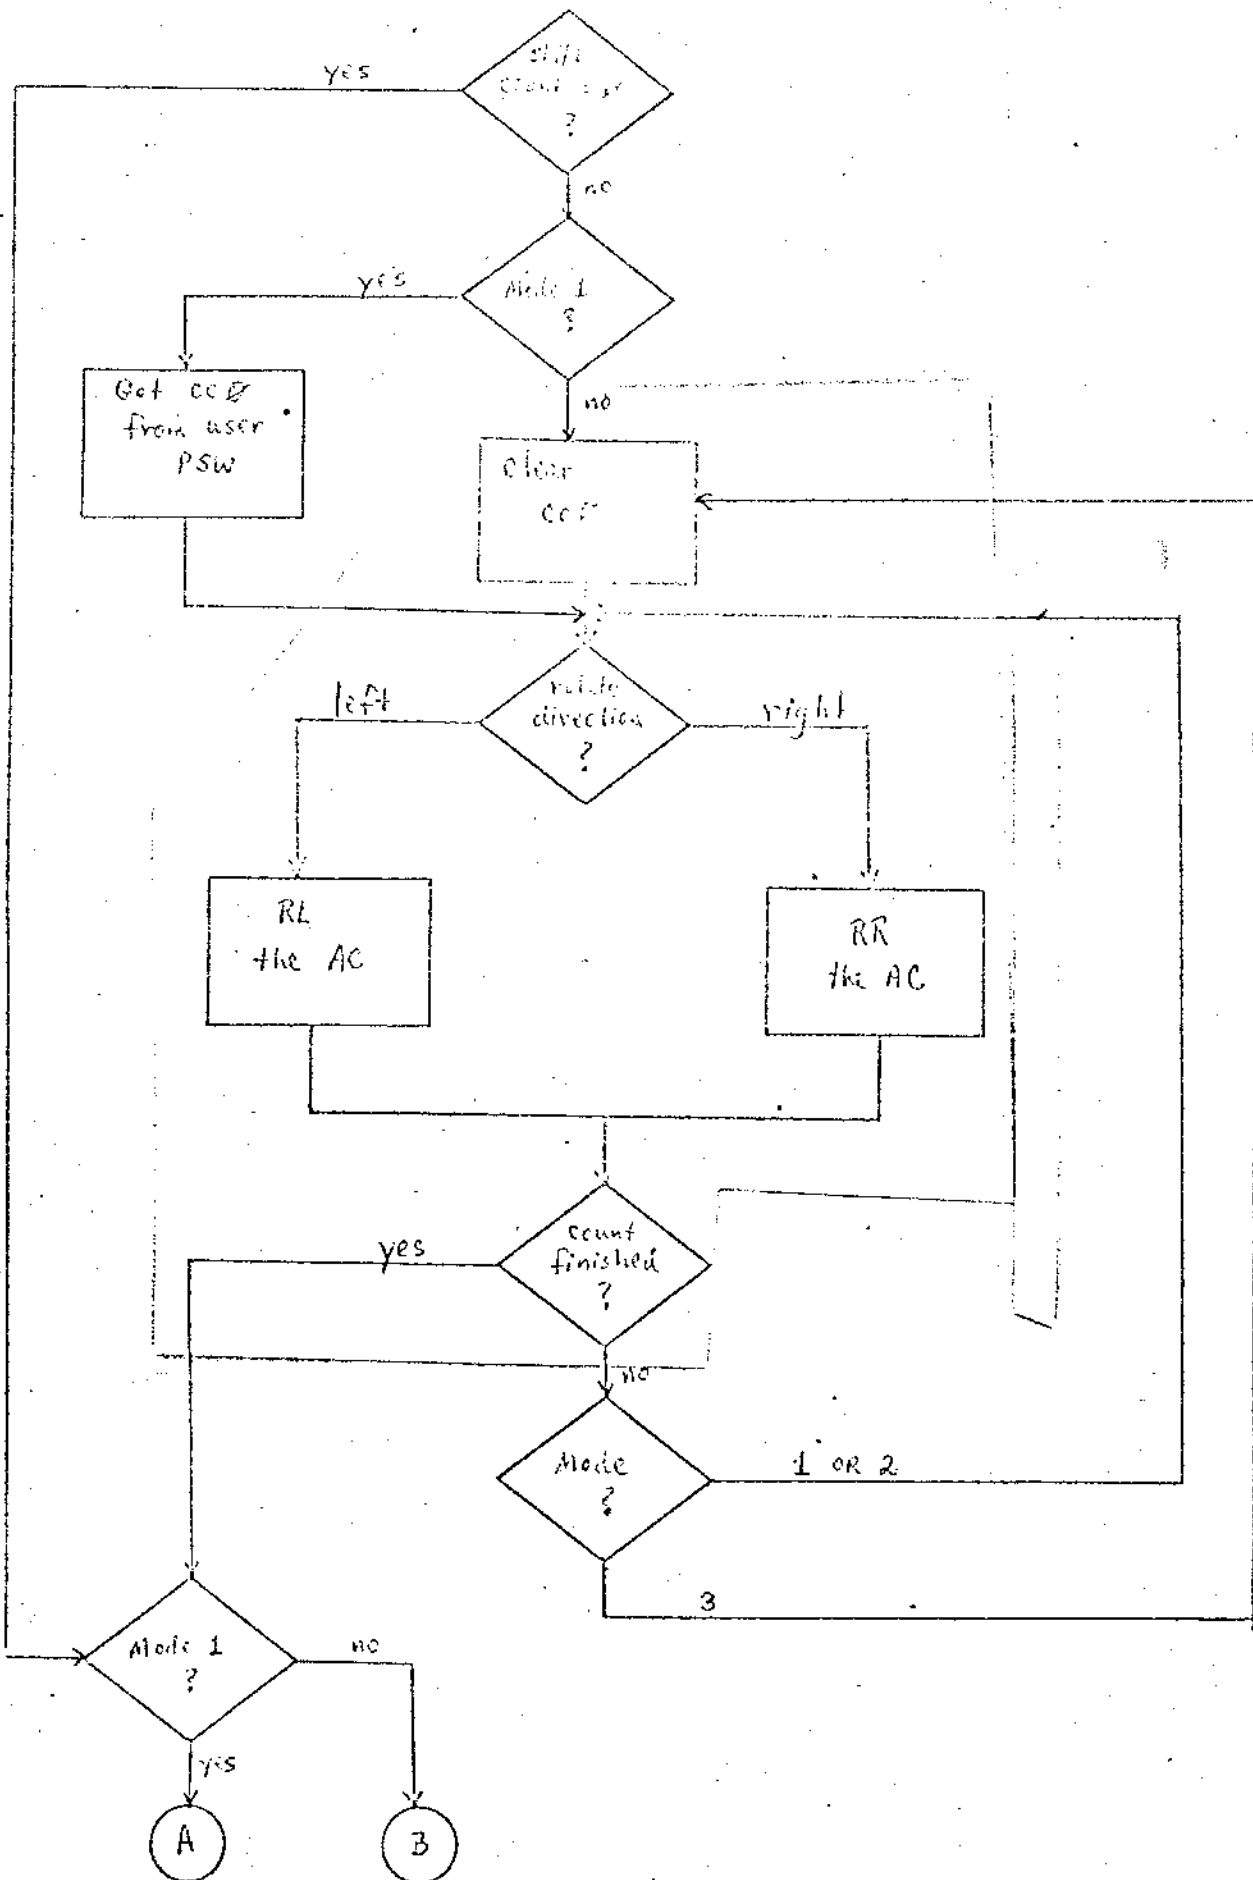 yes
?
no
yes
Mode 1
?
no
Get ccØ
from user
PSW
Clear
left
direction
?
right
RL
the AC
RR
the AC
count
finished
?
yes
no
Mode
?
1 OR 2
3
Mode 1
?
no
yes
A
B